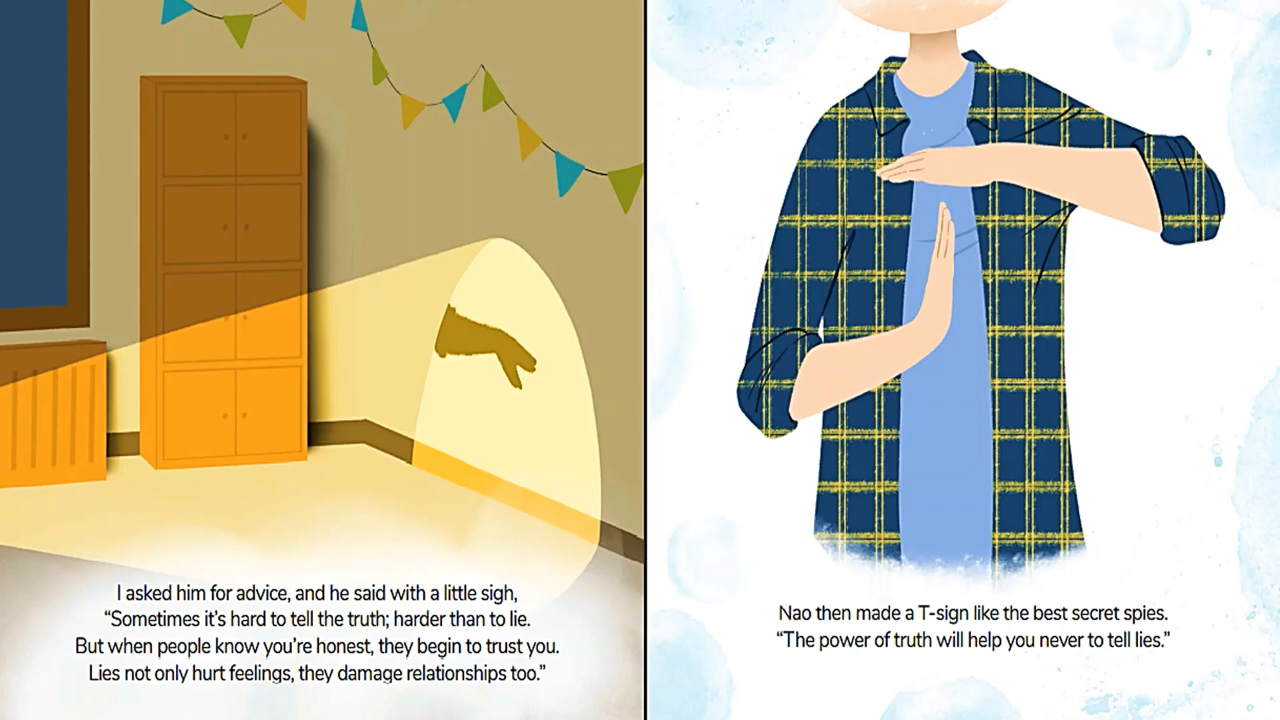 I asked him for advice, and he said with a little sigh,
“Sometimes it’s hard to tell the truth; harder than to lie.
But when people know you’re honest, they begin to trust you.
Lies not only hurt feelings, they damage relationships too.”
Nao then made a T-sign like the best secret spies.
“The power of truth will help you never to tell lies.”